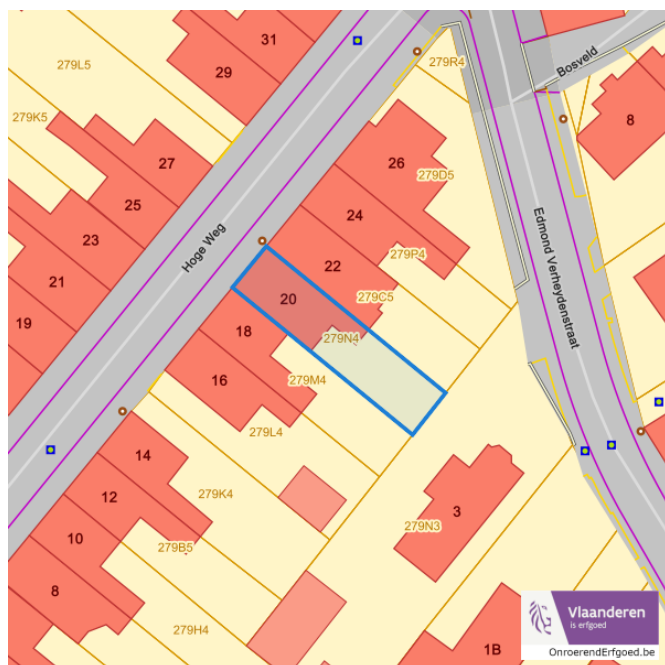 31
29
279L5
279K5
27
25
23
21
19
Hoge Weg
279R4
Bosveld
8
26
279D5
24
279P4
22
279C5
20
279N4
18
279M4
16
279L4
Edmond Verheydenstraat
14
12
279K4
10
279B5
8
279H4
3
279N3
1B
Vlaanderen
is erfgoed
OnroerendErfgoed.be